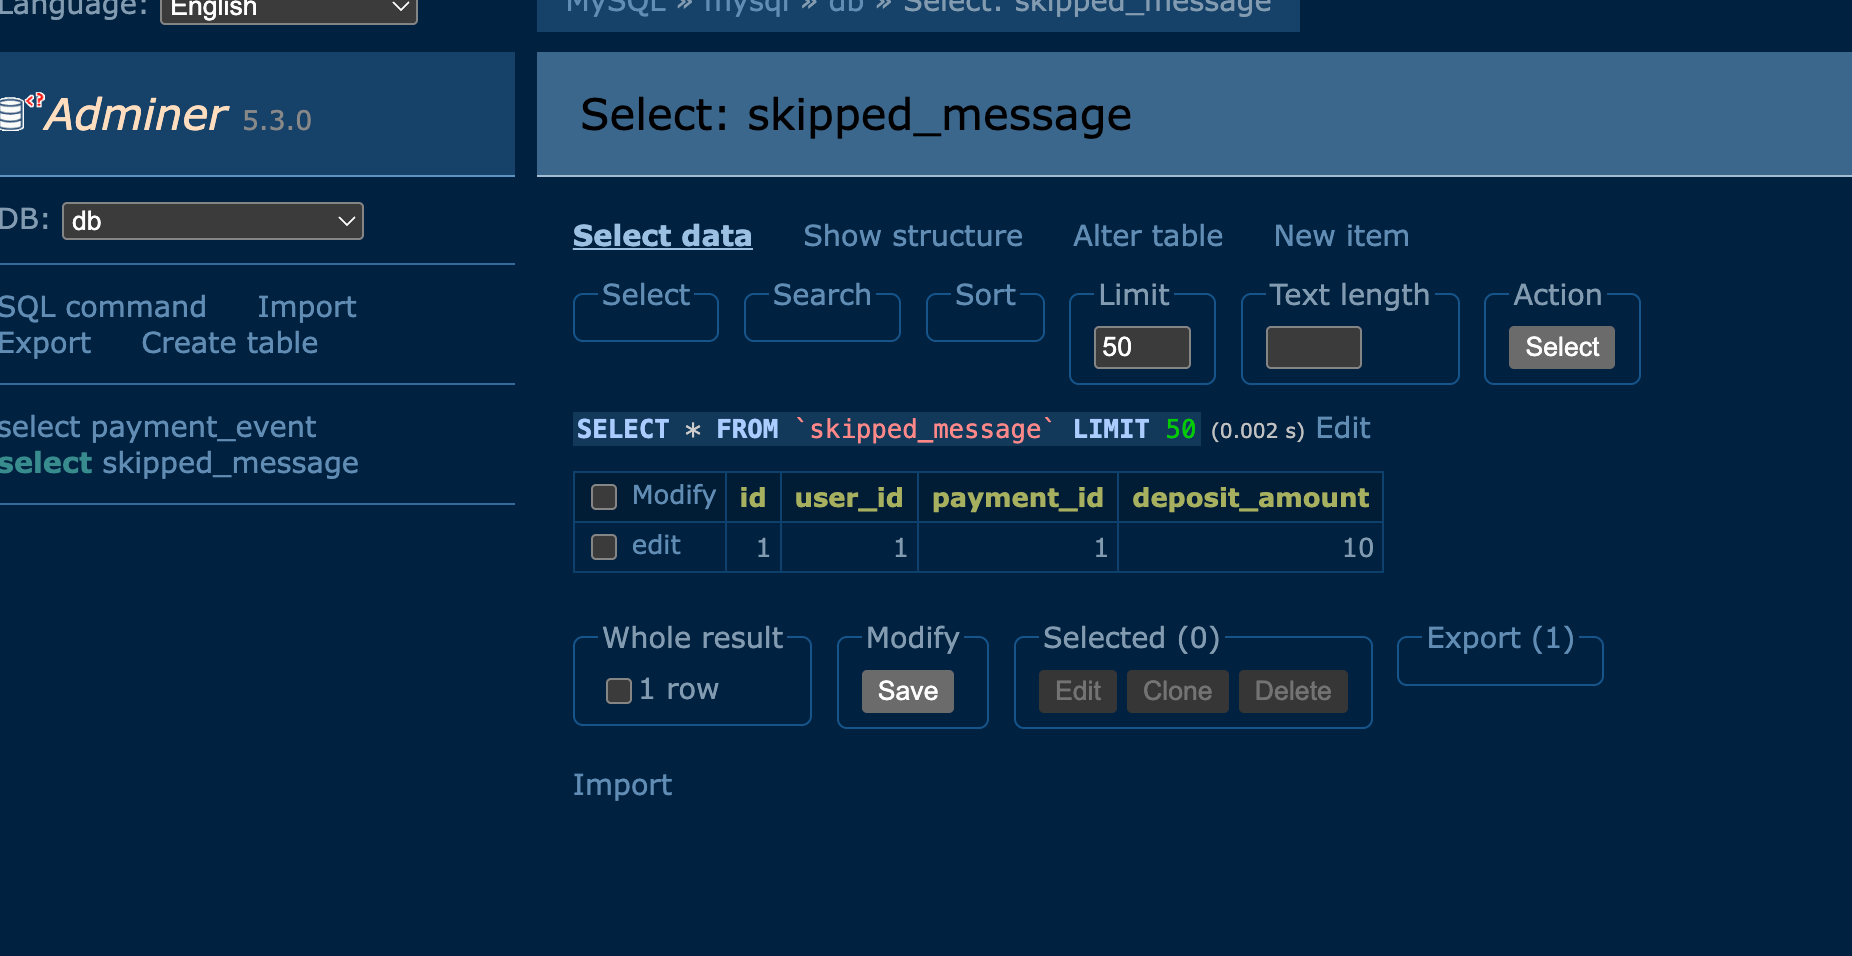 Language: English
MySQL » mysql » db » Select: skipped_message
Adminer 5.3.0
Select: skipped_message
DB: db
SQL command Import
Export Create table
select payment_event
select skipped_message
Select data Show structure Alter table New item
Select Search Sort Limit Text length Action
50 Select
SELECT * FROM `skipped_message` LIMIT 50 (0.002 s) Edit
Modify id user_id payment_id deposit_amount
edit 1 1 1 10
Whole result Modify Selected (0) Export (1)
1 row Save Edit Clone Delete
Import